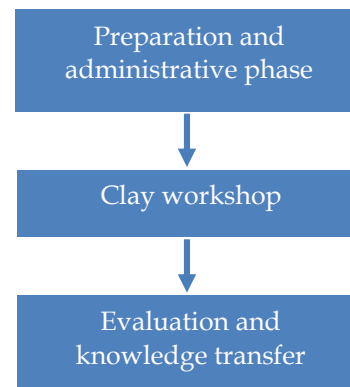 Preparation and
administrative phase
Clay workshop
Evaluation and
knowledge transfer